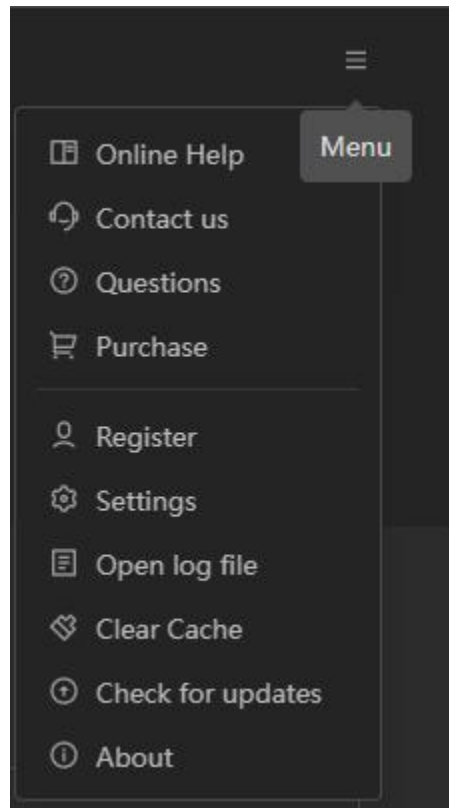 Menu
Online Help
Contact us
Questions
Purchase
Register
Settings
Open log file
Clear Cache
Check for updates
About